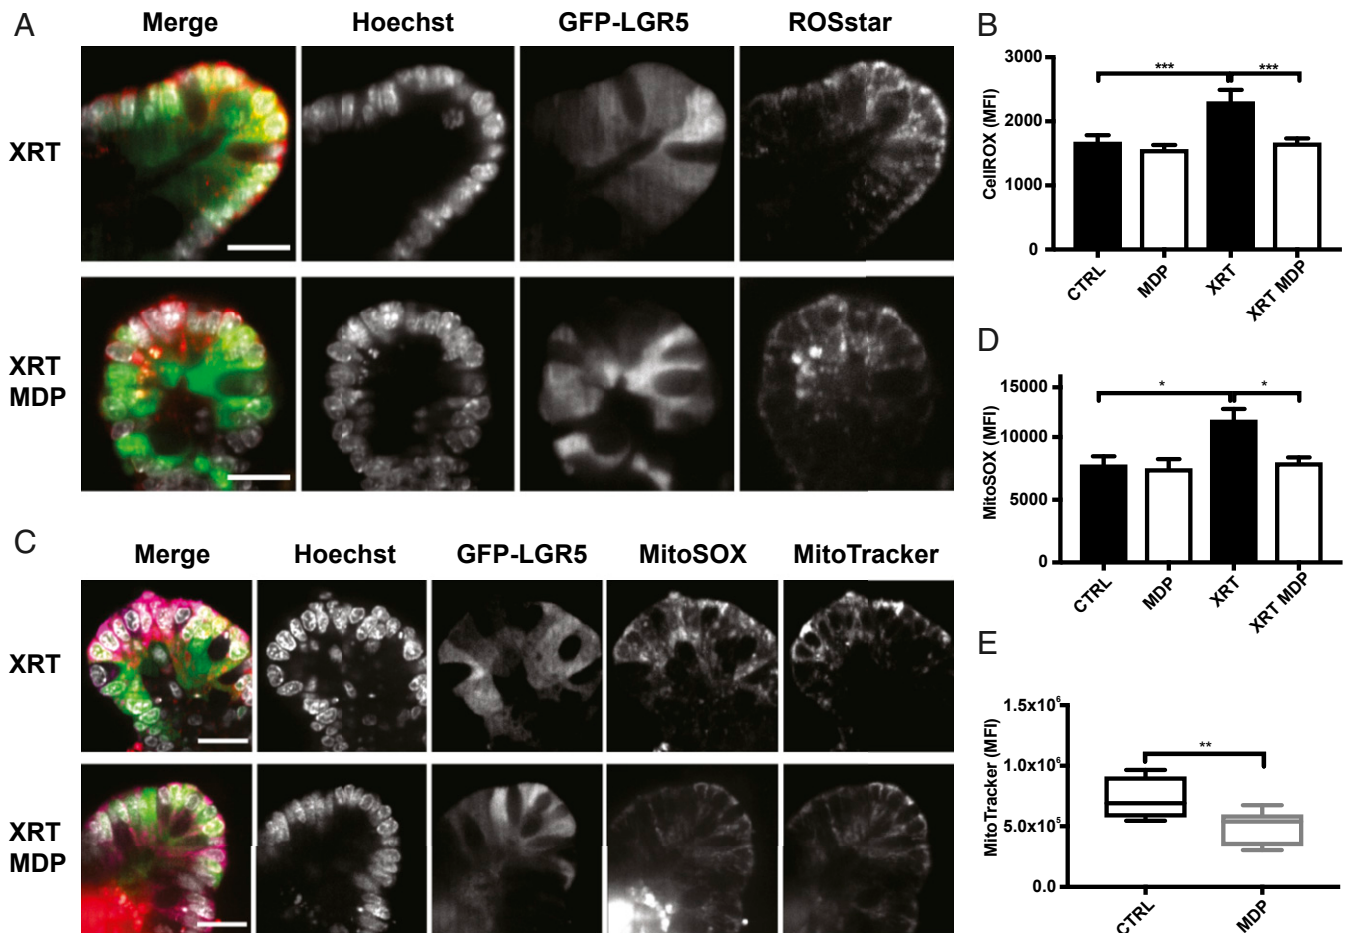 A
Merge Hoechst GFP-LGR5 ROSstar
XRT
XRT
MDP
B
CellROX (MFI)
3000
2000
1000
0
*** ***
CTRL MDP XRT XRT MDP
C
Merge Hoechst GFP-LGR5 MitoSOX MitoTracker
XRT
XRT
MDP
D
MitoSOX (MFI)
15000
10000
5000
0
* *
CTRL MDP XRT XRT MDP
E
MitoTracker (MFI)
1.5x10⁶
1.0x10⁶
5.0x10⁵
0.0
**
CTRL MDP